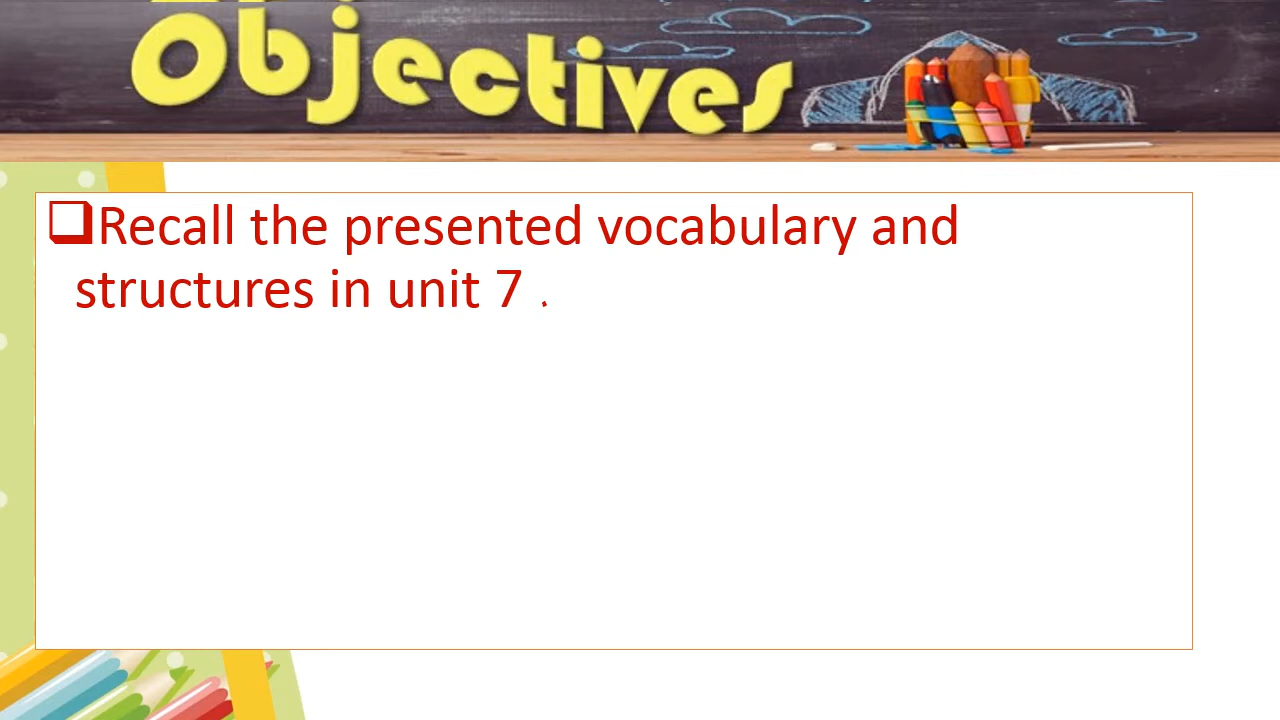 Objectives
❑Recall the presented vocabulary and
structures in unit 7 .